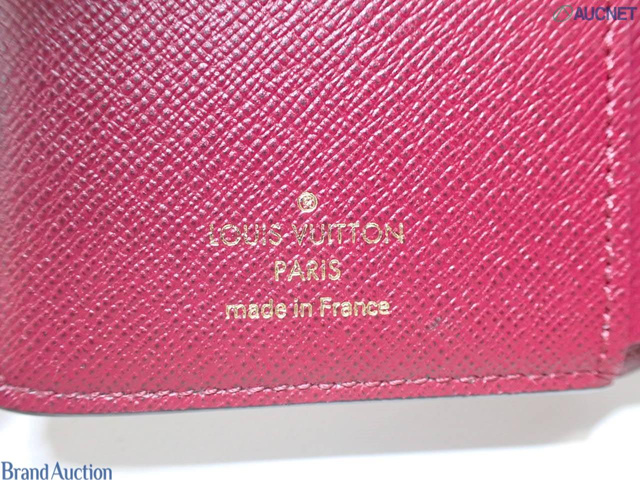 AUCNET
LOUIS VUITTON
PARIS
made in France
Brand Auction